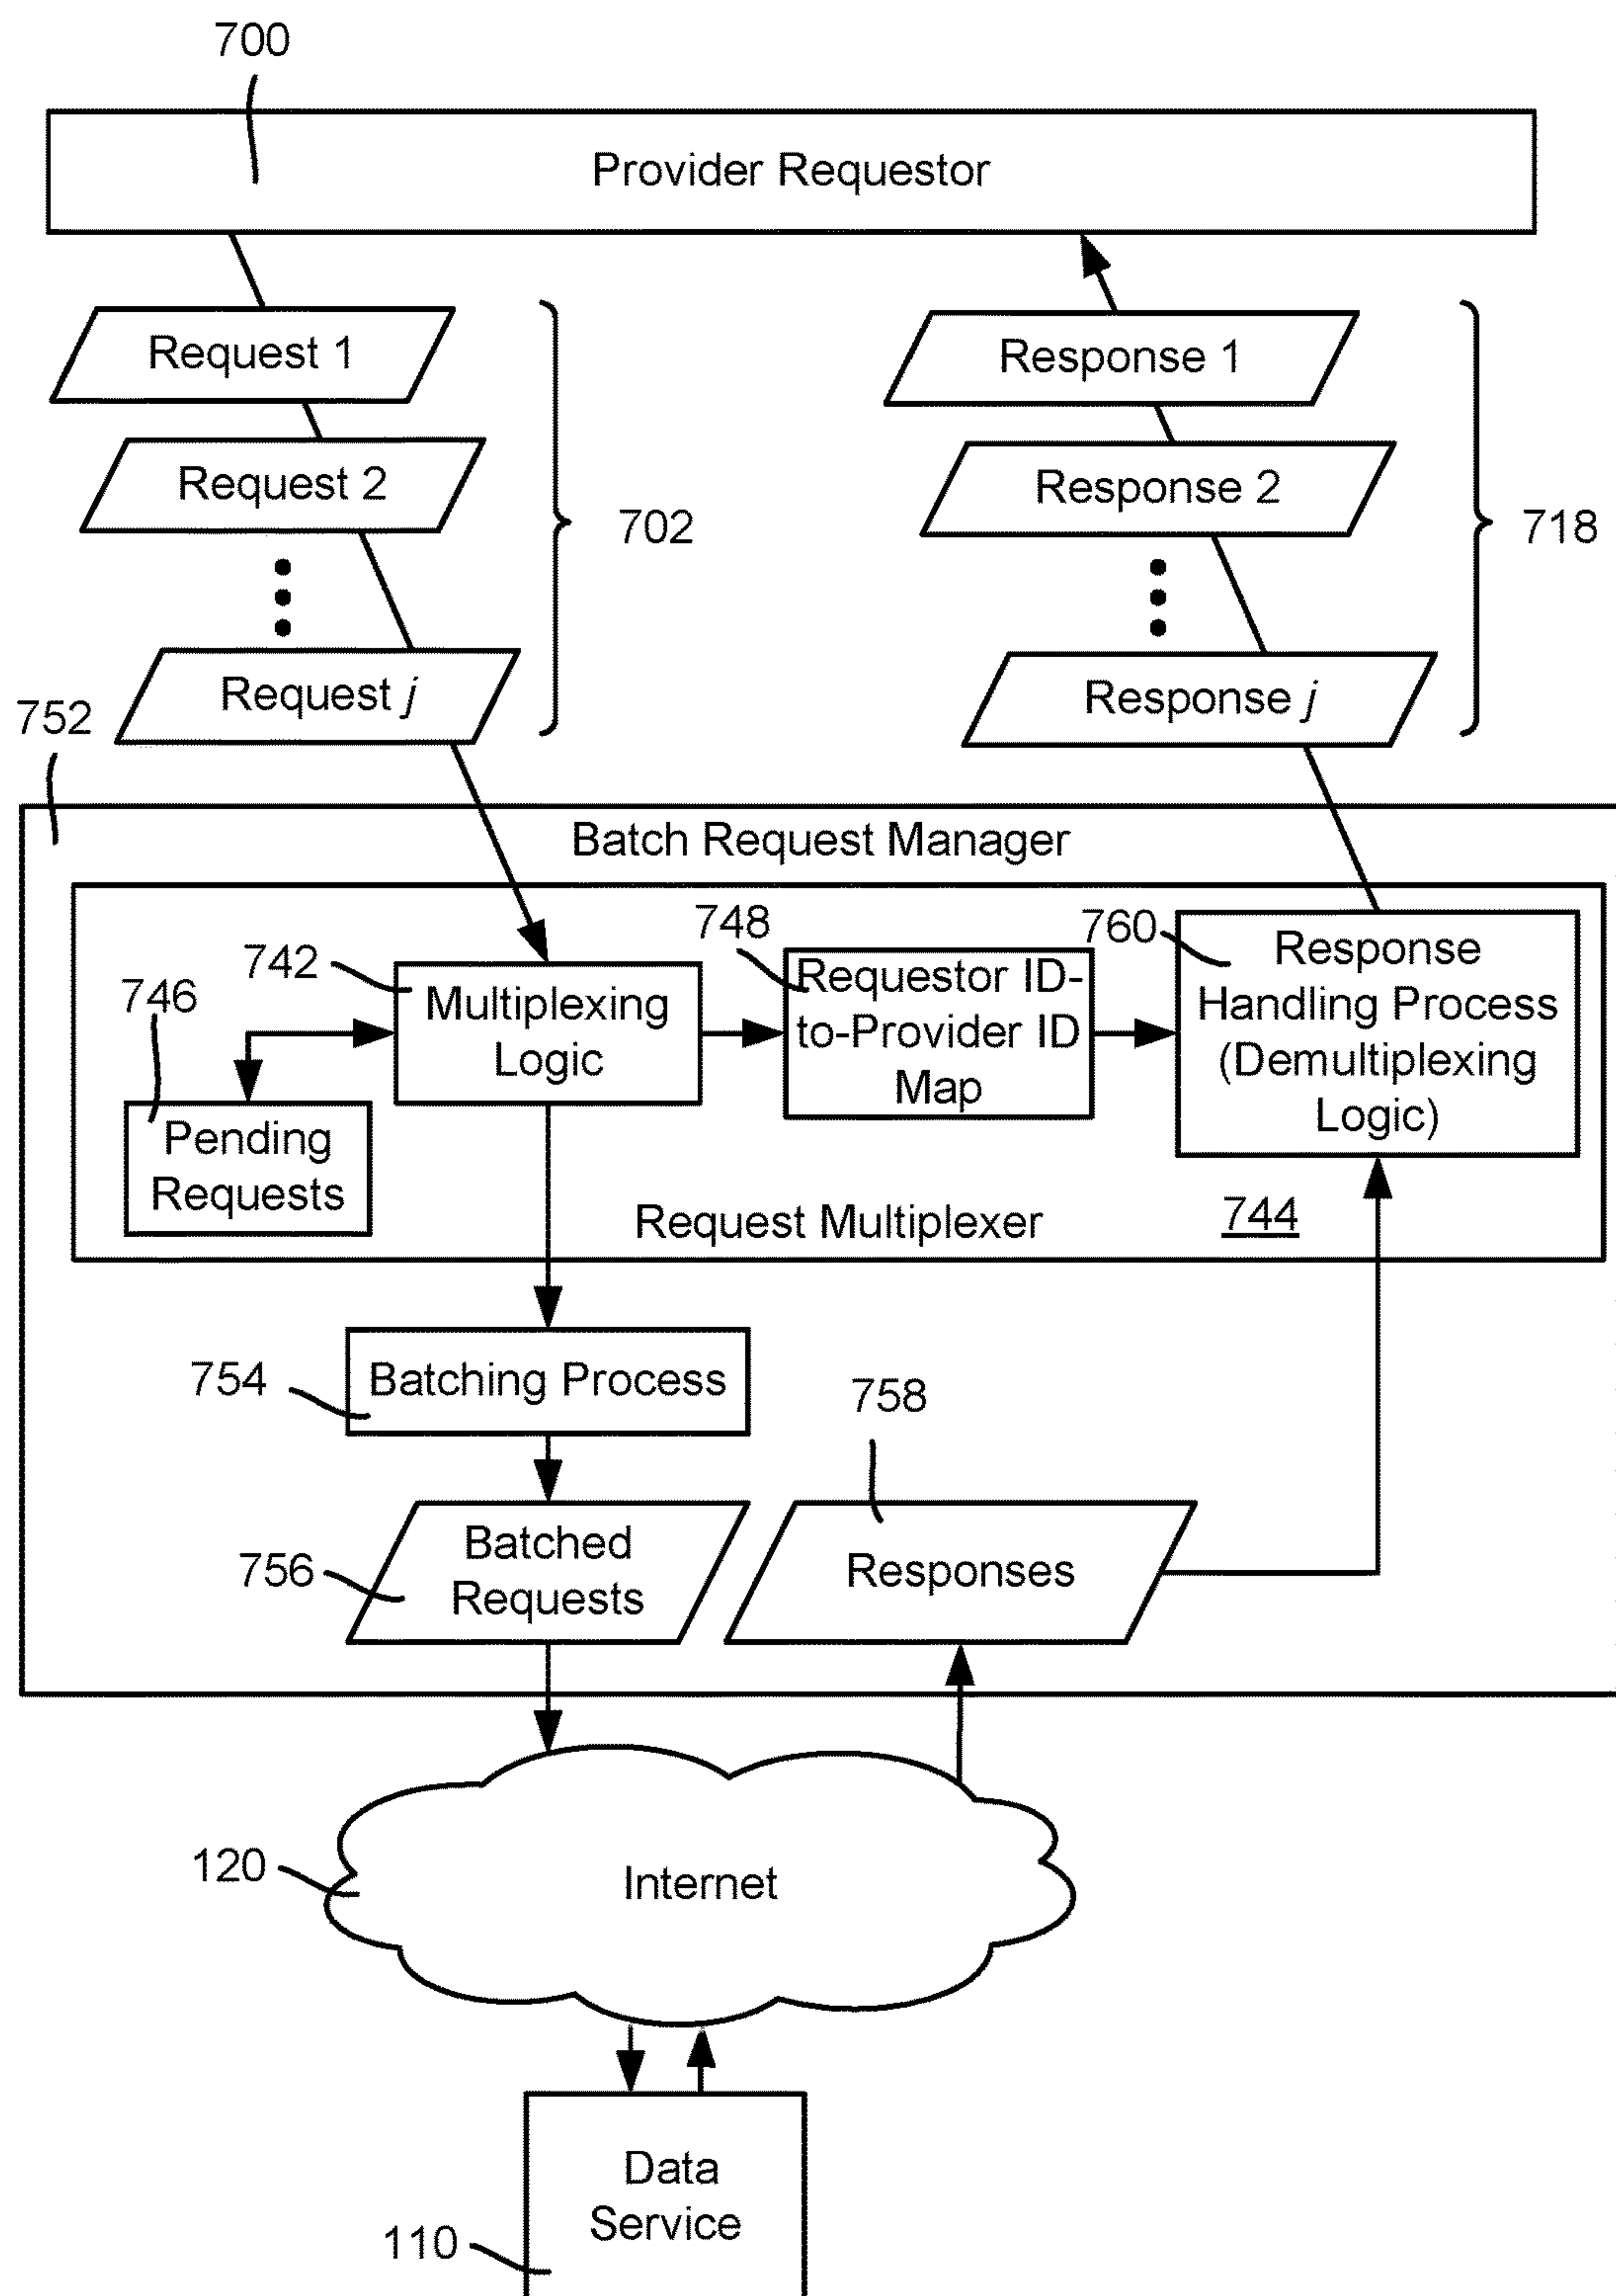 700
Provider Requestor
Request 1
Response 1
Request 2
Response 2
702
718
Request j
Response j
752
Batch Request Manager
742
748
760
746
Multiplexing
Logic
Requestor ID-
to-Provider ID
Map
Response
Handling Process
(Demultiplexing
Logic)
Pending
Requests
Request Multiplexer
744
754
Batching Process
758
756
Batched
Requests
Responses
120
Internet
Data
Service
110